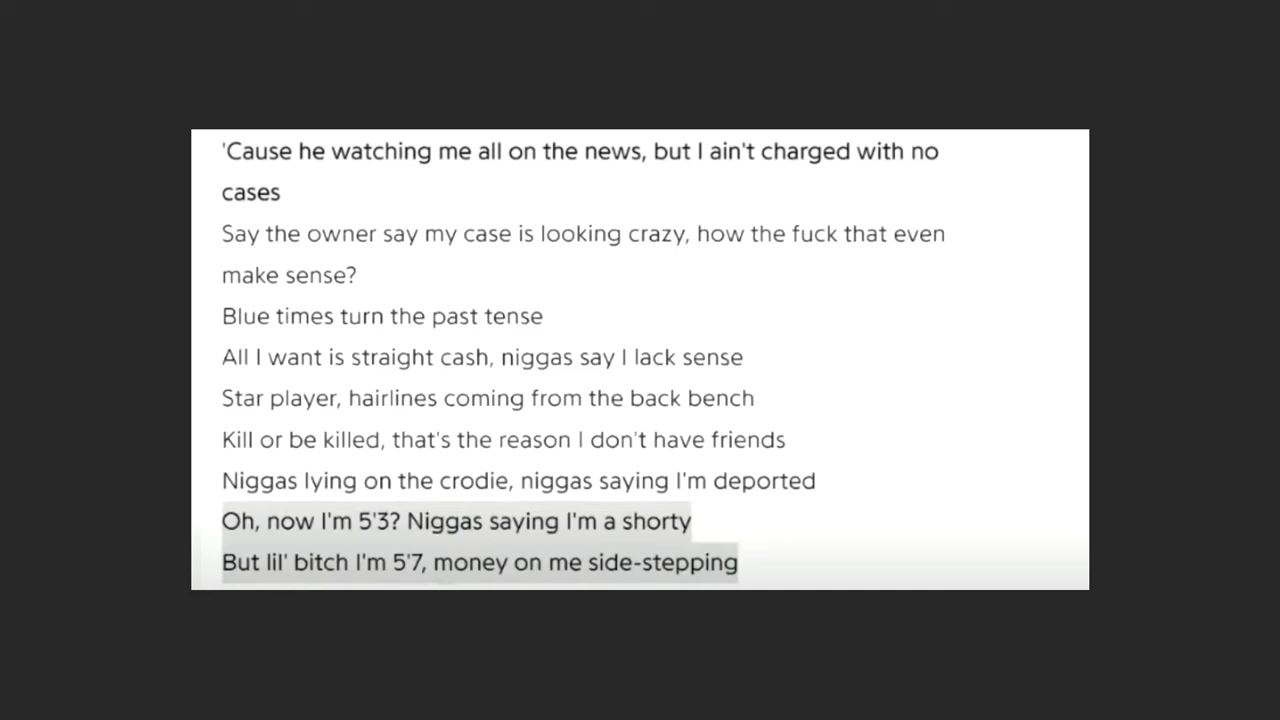 'Cause he watching me all on the news, but I ain't charged with no
cases
Say the owner say my case is looking crazy, how the fuck that even
make sense?
Blue times turn the past tense
All I want is straight cash, niggas say I lack sense
Star player, hairlines coming from the back bench
Kill or be killed, that's the reason I don't have friends
Niggas lying on the crodie, niggas saying I'm deported
Oh, now I'm 5'3? Niggas saying I'm a shorty
But lil' bitch I'm 5'7, money on me side-stepping